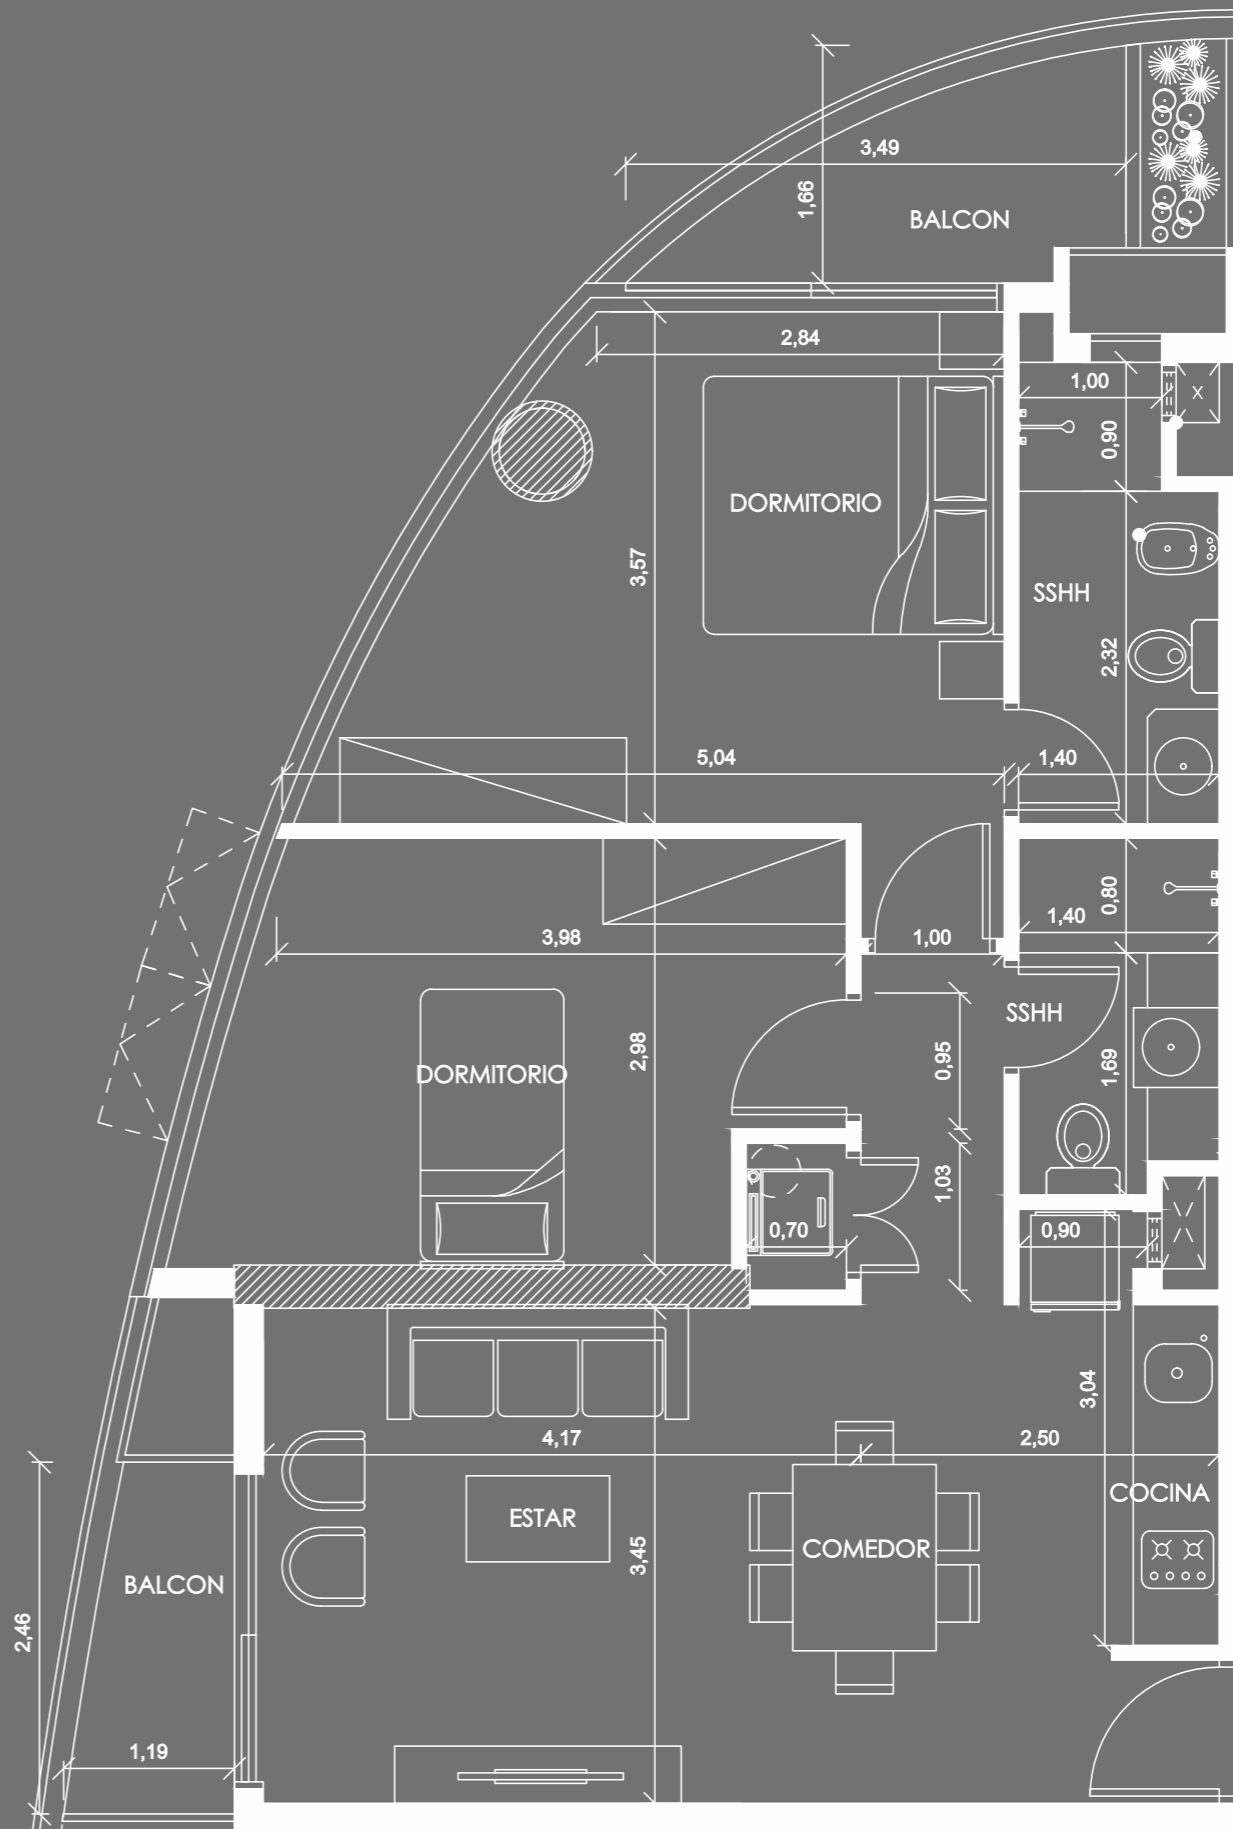 3,49
1,66
BALCON
2,84
1,00
0,90
DORMITORIO
3,57
SSHH
2,32
5,04
1,40
0,80
1,40
3,98
1,00
SSHH
2,98
0,95
DORMITORIO
1,69
1,03
0,70
0,90
3,04
4,17
2,50
COCINA
ESTAR
COMEDOR
3,45
BALCON
2,46
1,19